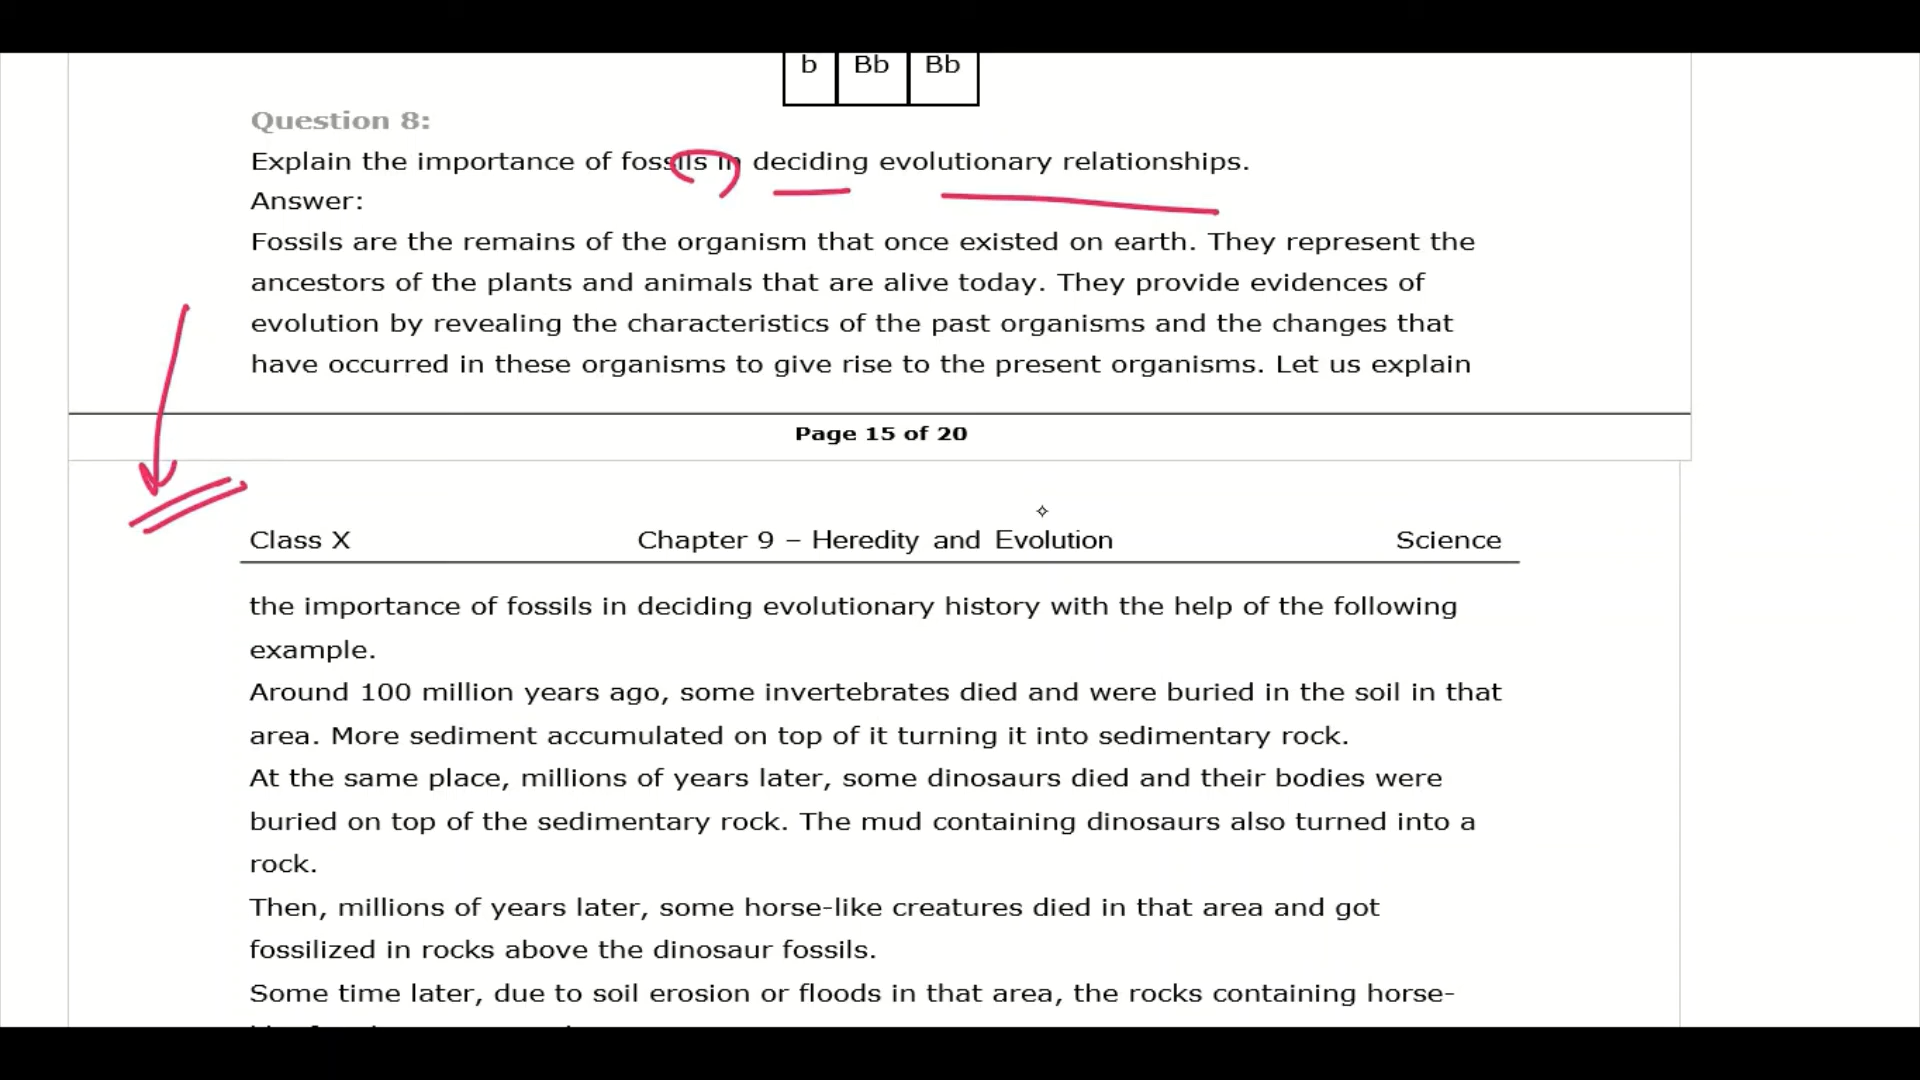 b Bb Bb
Question 8:
Explain the importance of fossils in deciding evolutionary relationships.
Answer:
Fossils are the remains of the organism that once existed on earth. They represent the
ancestors of the plants and animals that are alive today. They provide evidences of
evolution by revealing the characteristics of the past organisms and the changes that
have occurred in these organisms to give rise to the present organisms. Let us explain
Page 15 of 20
Class X Chapter 9 – Heredity and Evolution Science
the importance of fossils in deciding evolutionary history with the help of the following
example.
Around 100 million years ago, some invertebrates died and were buried in the soil in that
area. More sediment accumulated on top of it turning it into sedimentary rock.
At the same place, millions of years later, some dinosaurs died and their bodies were
buried on top of the sedimentary rock. The mud containing dinosaurs also turned into a
rock.
Then, millions of years later, some horse-like creatures died in that area and got
fossilized in rocks above the dinosaur fossils.
Some time later, due to soil erosion or floods in that area, the rocks containing horse-